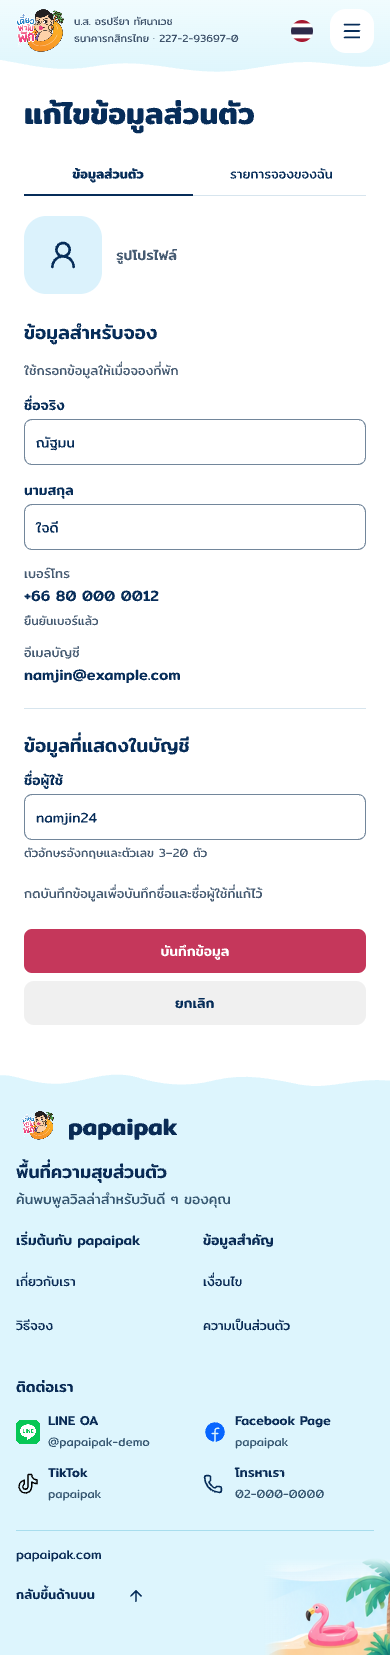 น.ส. อรปรียา ทัศนาเวช
ธนาคารกสิกรไทย · 227-2-93697-0
แก้ไขข้อมูลส่วนตัว
ข้อมูลส่วนตัว
รายการจองของฉัน
รูปโปรไฟล์
ข้อมูลสำหรับจอง
ใช้กรอกข้อมูลให้เมื่อจองที่พัก
ชื่อจริง
ณัฐมน
นามสกุล
ใจดี
เบอร์โทร
+66 80 000 0012
ยืนยันเบอร์แล้ว
อีเมลบัญชี
namjin@example.com
ข้อมูลที่แสดงในบัญชี
ชื่อผู้ใช้
namjin24
ตัวอักษรอังกฤษและตัวเลข 3–20 ตัว
กดบันทึกข้อมูลเพื่อบันทึกชื่อและชื่อผู้ใช้ที่แก้ไว้
บันทึกข้อมูล
ยกเลิก
papaipak
พื้นที่ความสุขส่วนตัว
ค้นพบพูลวิลล่าสำหรับวันดี ๆ ของคุณ
เริ่มต้นกับ papaipak
ข้อมูลสำคัญ
เกี่ยวกับเรา
เงื่อนไข
วิธีจอง
ความเป็นส่วนตัว
ติดต่อเรา
LINE OA
@papaipak-demo
Facebook Page
papaipak
TikTok
papaipak
โทรหาเรา
02-000-0000
papaipak.com
กลับขึ้นด้านบน